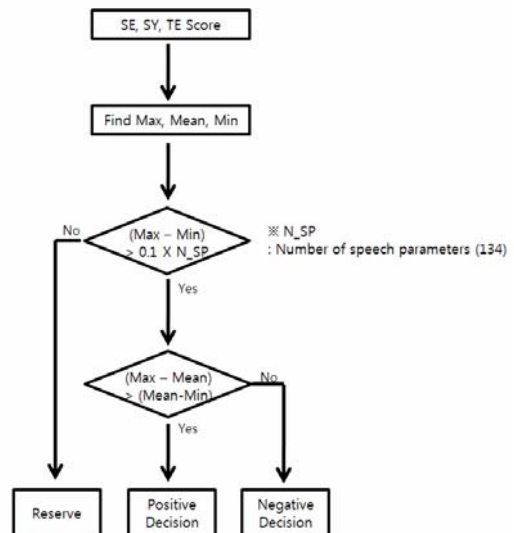 SE, SY, TE Score
Find Max, Mean, Min
No
(Max – Min)
> 0.1 X N_SP
※ N_SP
: Number of speech parameters (134)
Yes
(Max – Mean)
> (Mean-Min)
No
Yes
Reserve
Positive
Decision
Negative
Decision